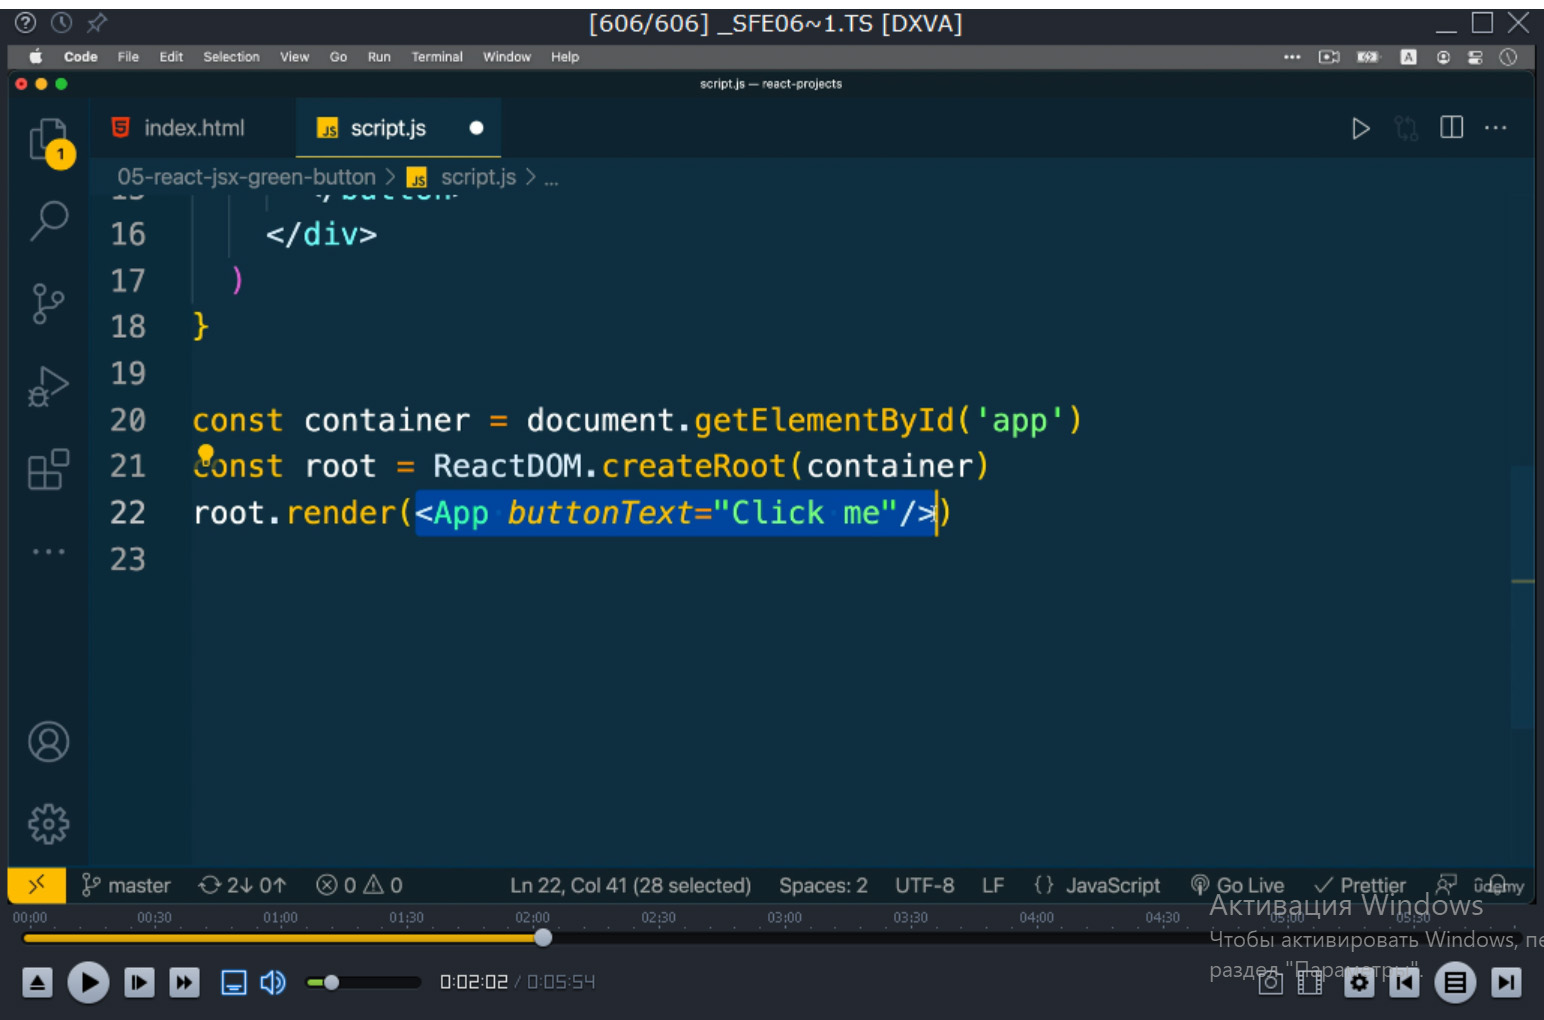 [606/606] _SFE06~1.TS [DXVA]
Code File Edit Selection View Go Run Terminal Window Help
A
script.js — react-projects
index.html
JS script.js
1
05-react-jsx-green-button > JS script.js > ...
16 </div>
17 )
18 }
19
20 const container = document.getElementById('app')
21 const root = ReactDOM.createRoot(container)
22 root.render(<App buttonText="Click me"/>)
23
master 2↓ 0↑ 0 0 Ln 22, Col 41 (28 selected) Spaces: 2 UTF-8 LF {} JavaScript Go Live Prettier
ûdemy
00:00 00:30 01:00 01:30 02:00 02:30 03:00 03:30 04:00 04:30 05:00 05:30
Активация Windows
Чтобы активировать Windows, пе
раздел "Параметры".
0:02:02 / 0:05:54